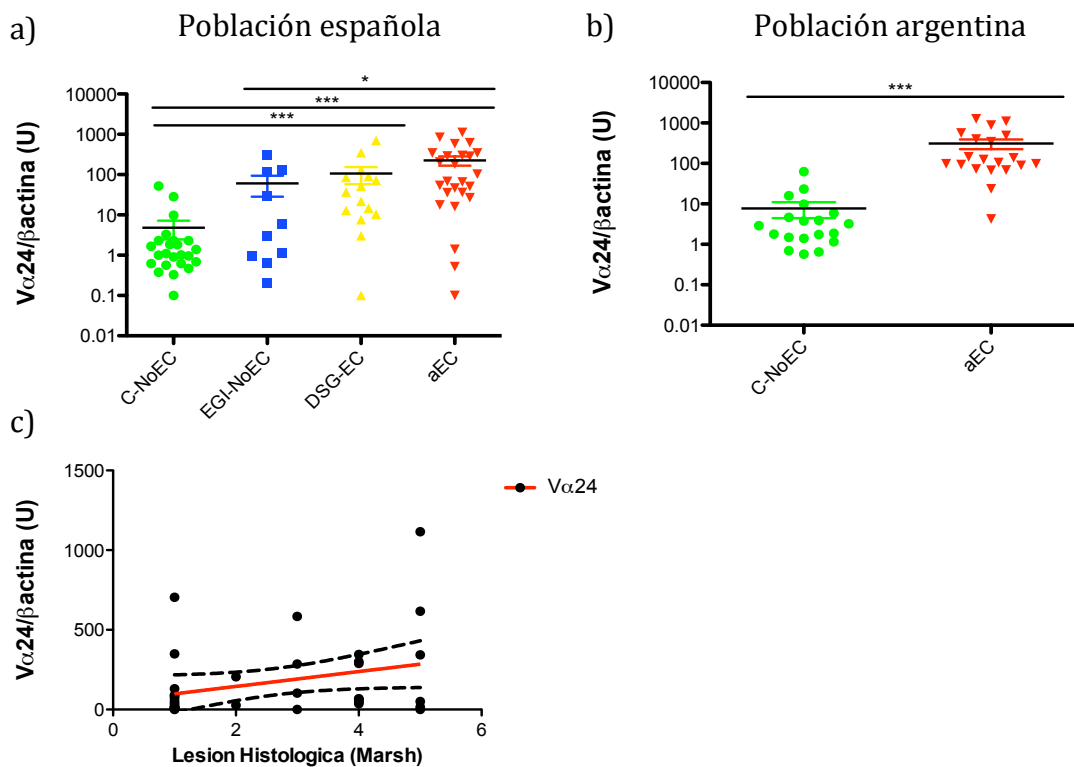 a)
Población española
Vα24/βactina (U)
10000
1000
100
10
1
0.1
0.01
*
***
***
C-NoEC
EGI-NoEC
DSG-EC
aEC
b)
Población argentina
Vα24/βactina (U)
10000
1000
100
10
1
0.1
0.01
***
C-NoEC
aEC
c)
Vα24/βactina (U)
1500
1000
500
0
0
2
4
6
Lesion Histologica (Marsh)
Vα24